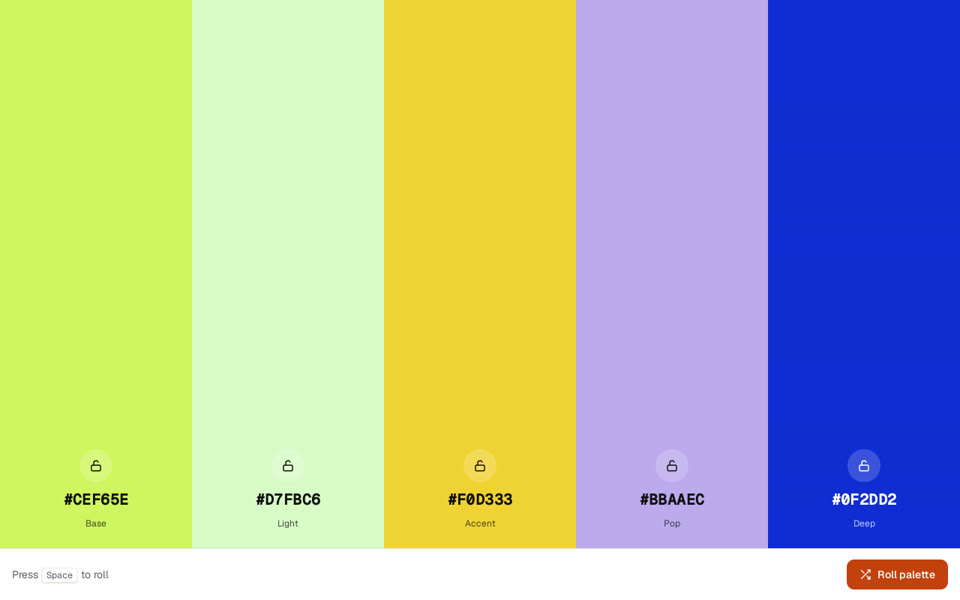 #CEF65E
Base
#D7FBC6
Light
#F0D333
Accent
#BBAAEC
Pop
#0F2DD2
Deep
Press Space to roll
Roll palette